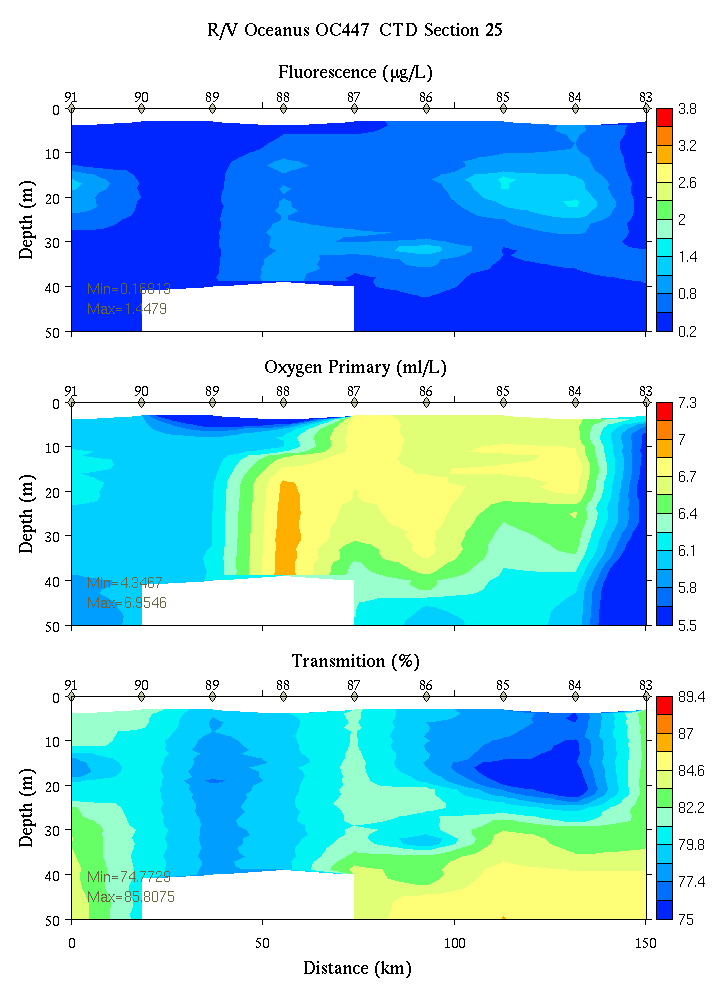 R/V Oceanus OC447 CTD Section 25
Fluorescence (µg/L)
91 90 89 88 87 86 85 84 83
0
10
20
30
40
50
Depth (m)
Min=0.16813
Max=1.4479
3.8
3.2
2.6
2
1.4
0.8
0.2
Oxygen Primary (ml/L)
91 90 89 88 87 86 85 84 83
0
10
20
30
40
50
Depth (m)
Min=4.3467
Max=6.9546
7.3
7
6.7
6.4
6.1
5.8
5.5
Transmition (%)
91 90 89 88 87 86 85 84 83
0
10
20
30
40
50
Depth (m)
Min=74.7729
Max=85.8075
89.4
87
84.6
82.2
79.8
77.4
75
0 50 100 150
Distance (km)